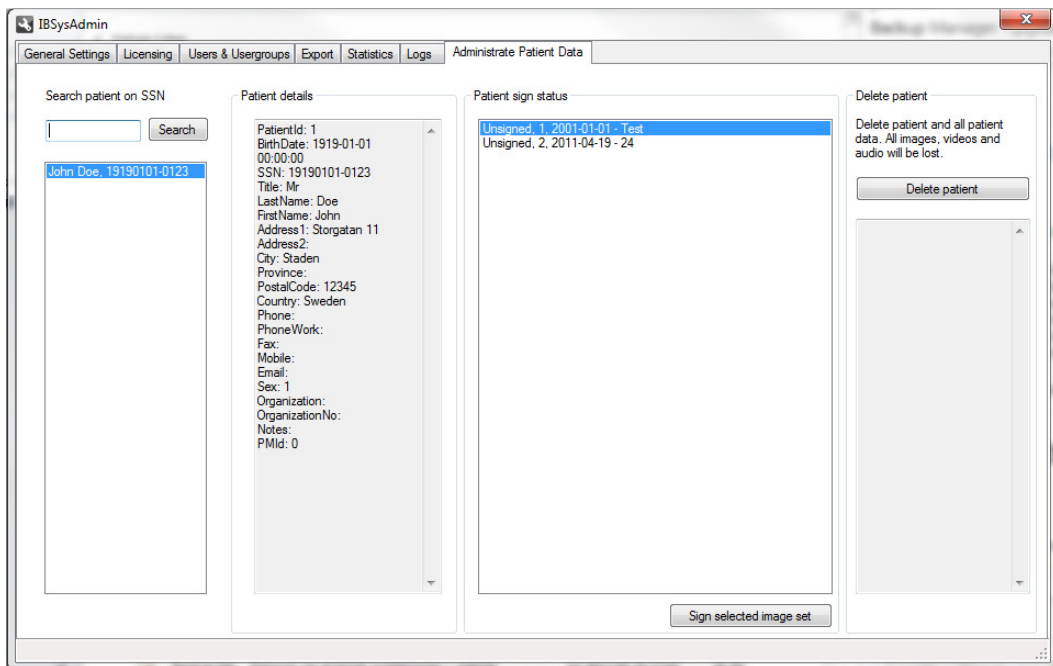 IBSysAdmin
Backup Manager
General Settings Licensing Users & Usergroups Export Statistics Logs Administrate Patient Data
Search patient on SSN
Search
John Doe, 19190101-0123
Patient details
PatientId: 1
BirthDate: 1919-01-01
00:00:00
SSN: 19190101-0123
Title: Mr
LastName: Doe
FirstName: John
Address1: Storgatan 11
Address2:
City: Staden
Province:
PostalCode: 12345
Country: Sweden
Phone:
PhoneWork:
Fax:
Mobile:
Email:
Sex: 1
Organization:
OrganizationNo:
Notes:
PMId: 0
Patient sign status
Unsigned, 1, 2001-01-01 - Test
Unsigned, 2, 2011-04-19 - 24
Sign selected image set
Delete patient
Delete patient and all patient
data. All images, videos and
audio will be lost.
Delete patient